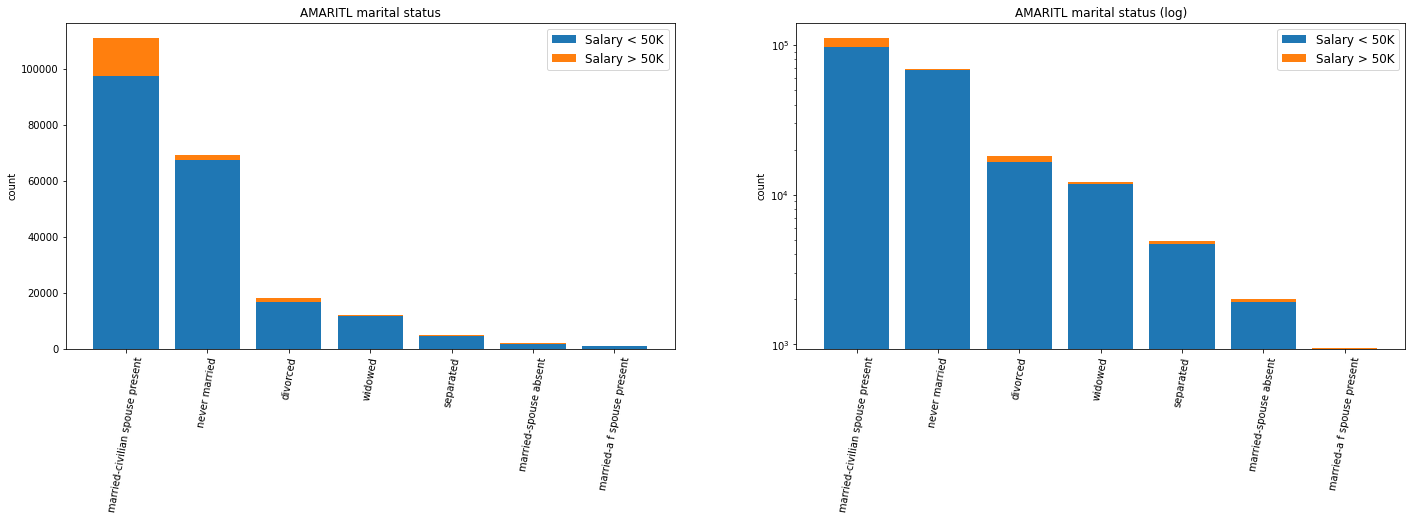 AMARITL marital status
Salary < 50K
Salary > 50K
count
100000
80000
60000
40000
20000
0
married-civilian spouse present
never married
divorced
widowed
separated
married-spouse absent
married-a f spouse present
AMARITL marital status (log)
Salary < 50K
Salary > 50K
count
10⁵
10⁴
10³
married-civilian spouse present
never married
divorced
widowed
separated
married-spouse absent
married-a f spouse present